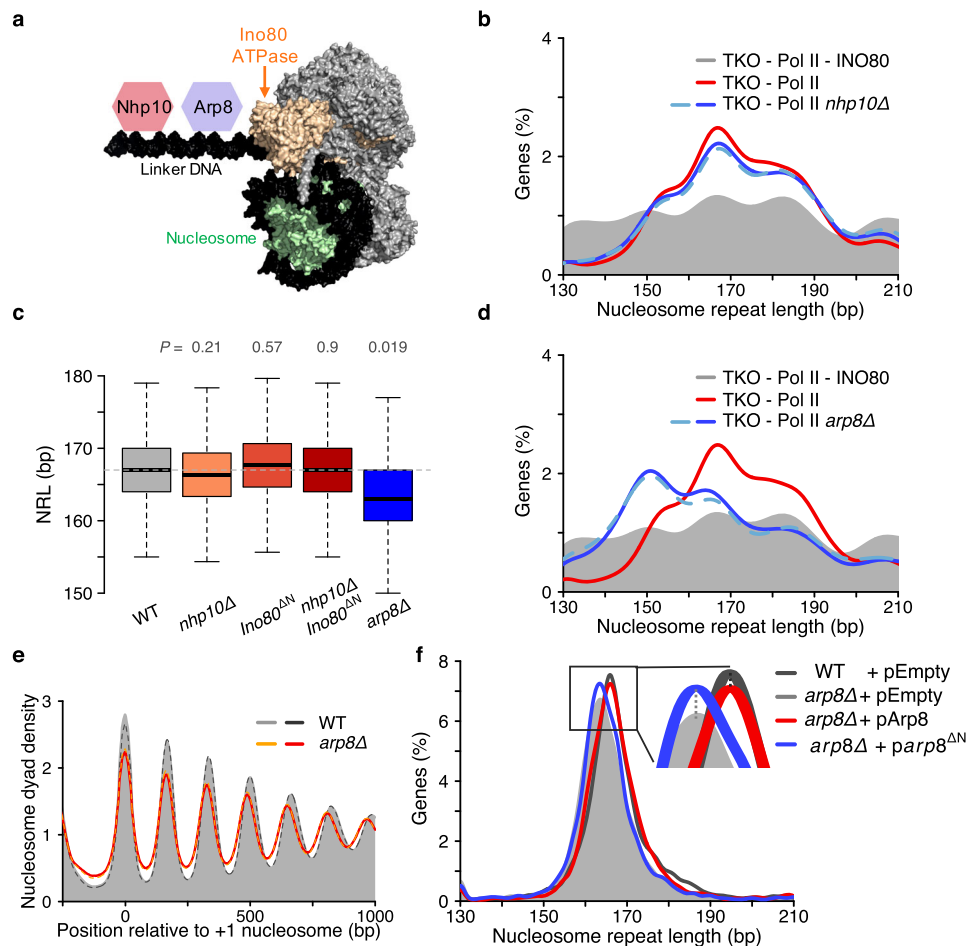 a
Ino80
ATPase
Nhp10
Arp8
Linker DNA
Nucleosome
b
4
2
0
Genes (%)
TKO - Pol II - INO80
TKO - Pol II
TKO - Pol II nhp10Δ
130 150 170 190 210
Nucleosome repeat length (bp)
c
P = 0.21 0.57 0.9 0.019
180
170
160
150
NRL (bp)
WT
nhp10Δ
Ino80ΔN
nhp10Δ
Ino80ΔN
arp8Δ
d
4
2
0
Genes (%)
TKO - Pol II - INO80
TKO - Pol II
TKO - Pol II arp8Δ
130 150 170 190 210
Nucleosome repeat length (bp)
e
3
2
1
0
Nucleosome dyad density
WT
arp8Δ
0 500 1000
Position relative to +1 nucleosome (bp)
f
8
7
6
5
4
3
2
1
0
Genes (%)
WT + pEmpty
arp8Δ + pEmpty
arp8Δ + pArp8
arp8Δ + parp8ΔN
130 150 170 190 210
Nucleosome repeat length (bp)